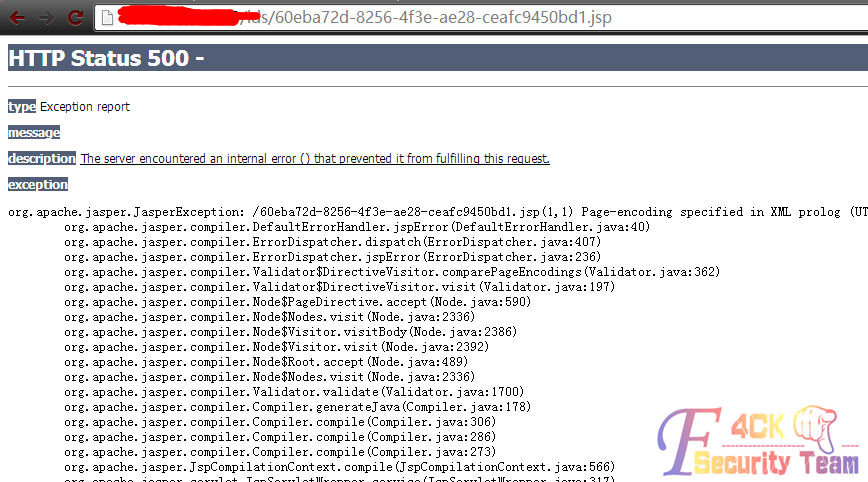 /ids/60eba72d-8256-4f3e-ae28-ceafc9450bd1.jsp
HTTP Status 500 -
type Exception report
message
description The server encountered an internal error () that prevented it from fulfilling this request.
exception
org.apache.jasper.JasperException: /60eba72d-8256-4f3e-ae28-ceafc9450bd1.jsp(1,1) Page-encoding specified in XML prolog (UT
org.apache.jasper.compiler.DefaultErrorHandler.jspError(DefaultErrorHandler.java:40)
org.apache.jasper.compiler.ErrorDispatcher.dispatch(ErrorDispatcher.java:407)
org.apache.jasper.compiler.ErrorDispatcher.jspError(ErrorDispatcher.java:236)
org.apache.jasper.compiler.Validator$DirectiveVisitor.comparePageEncodings(Validator.java:362)
org.apache.jasper.compiler.Validator$DirectiveVisitor.visit(Validator.java:197)
org.apache.jasper.compiler.Node$PageDirective.accept(Node.java:590)
org.apache.jasper.compiler.Node$Nodes.visit(Node.java:2336)
org.apache.jasper.compiler.Node$Visitor.visitBody(Node.java:2386)
org.apache.jasper.compiler.Node$Visitor.visit(Node.java:2392)
org.apache.jasper.compiler.Node$Root.accept(Node.java:489)
org.apache.jasper.compiler.Node$Nodes.visit(Node.java:2336)
org.apache.jasper.compiler.Validator.validate(Validator.java:1700)
org.apache.jasper.compiler.Compiler.generateJava(Compiler.java:178)
org.apache.jasper.compiler.Compiler.compile(Compiler.java:306)
org.apache.jasper.compiler.Compiler.compile(Compiler.java:286)
org.apache.jasper.compiler.Compiler.compile(Compiler.java:273)
org.apache.jasper.JspCompilationContext.compile(JspCompilationContext.java:566)
org.apache.jasper.servlet.JspServletWrapper.service(JspServletWrapper.java:317)
F4CK
Security Team